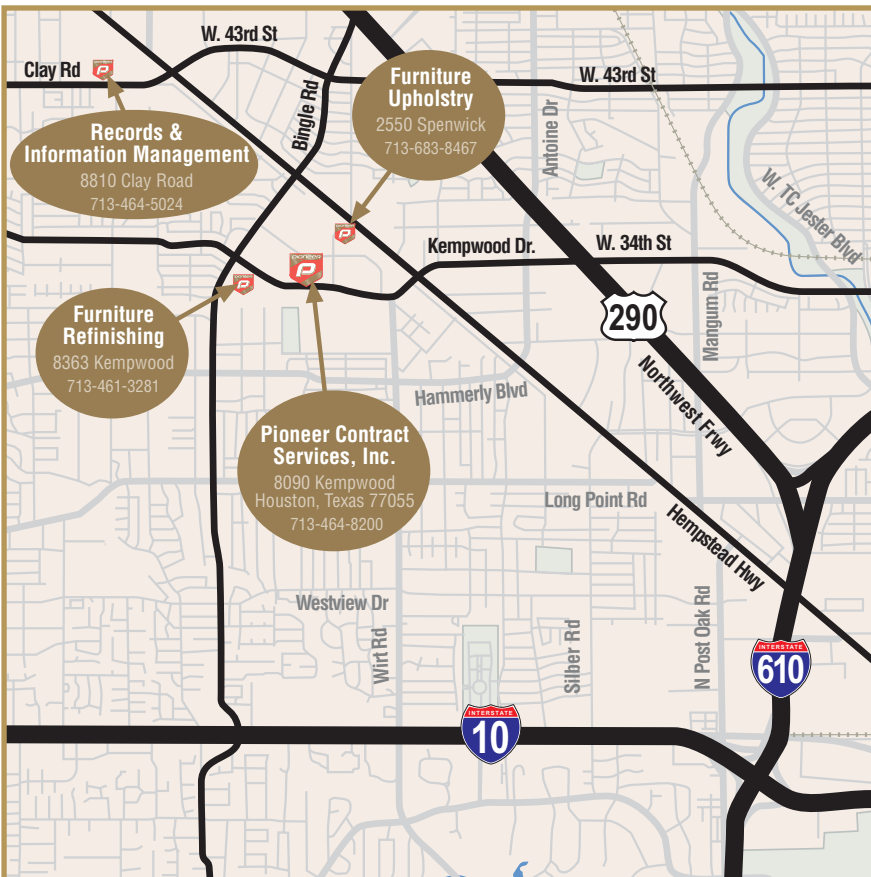 W. 43rd St
Clay Rd
Furniture
Upholstry
2550 Spenwick
713-683-8467
W. 43rd St
Bingle Rd
Antoine Dr
Records &
Information Management
8810 Clay Road
713-464-5024
W. TC Jester Blvd
Kempwood Dr.
W. 34th St
PIONEER
P
Mangum Rd
290
Furniture
Refinishing
8363 Kempwood
713-461-3281
Northwest Frwy
Hammerly Blvd
Pioneer Contract
Services, Inc.
8090 Kempwood
Houston, Texas 77055
713-464-8200
Long Point Rd
Hempstead Hwy
Westview Dr
Wirt Rd
Silber Rd
N Post Oak Rd
INTERSTATE
610
INTERSTATE
10